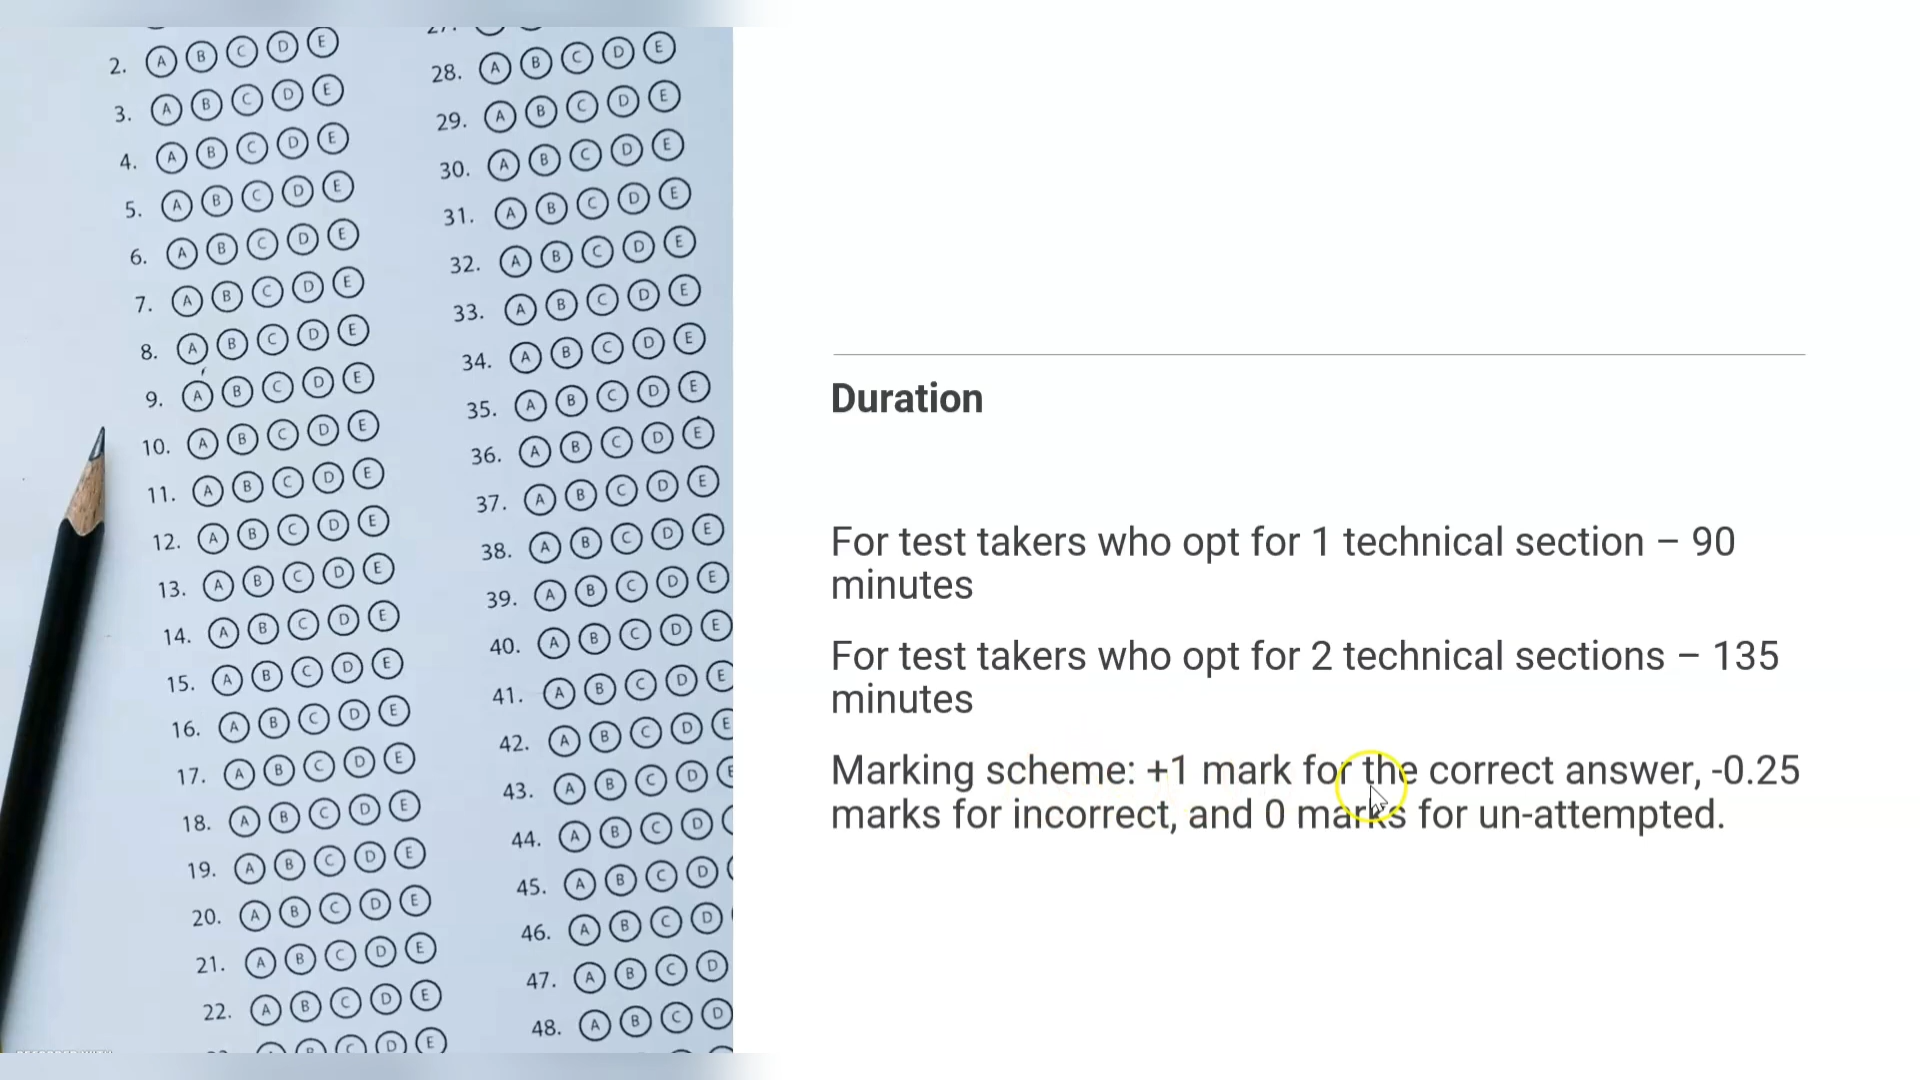 2. A B C D E
3. A B C D E
4. A B C D E
5. A B C D E
6. A B C D E
7. A B C D E
8. A B C D E
9. A B C D E
10. A B C D E
11. A B C D E
12. A B C D E
13. A B C D E
14. A B C D E
15. A B C D E
16. A B C D E
17. A B C D E
18. A B C D E
19. A B C D E
20. A B C D E
21. A B C D E
22. A B C D E
28. A B C D E
29. A B C D E
30. A B C D E
31. A B C D E
32. A B C D E
33. A B C D E
34. A B C D E
35. A B C D E
36. A B C D E
37. A B C D E
38. A B C D E
39. A B C D E
40. A B C D E
41. A B C D E
42. A B C D E
43. A B C D E
44. A B C D
45. A B C D
46. A B C D
47. A B C D
48. A B C D
Duration
For test takers who opt for 1 technical section – 90
minutes
For test takers who opt for 2 technical sections – 135
minutes
Marking scheme: +1 mark for the correct answer, -0.25
marks for incorrect, and 0 marks for un-attempted.